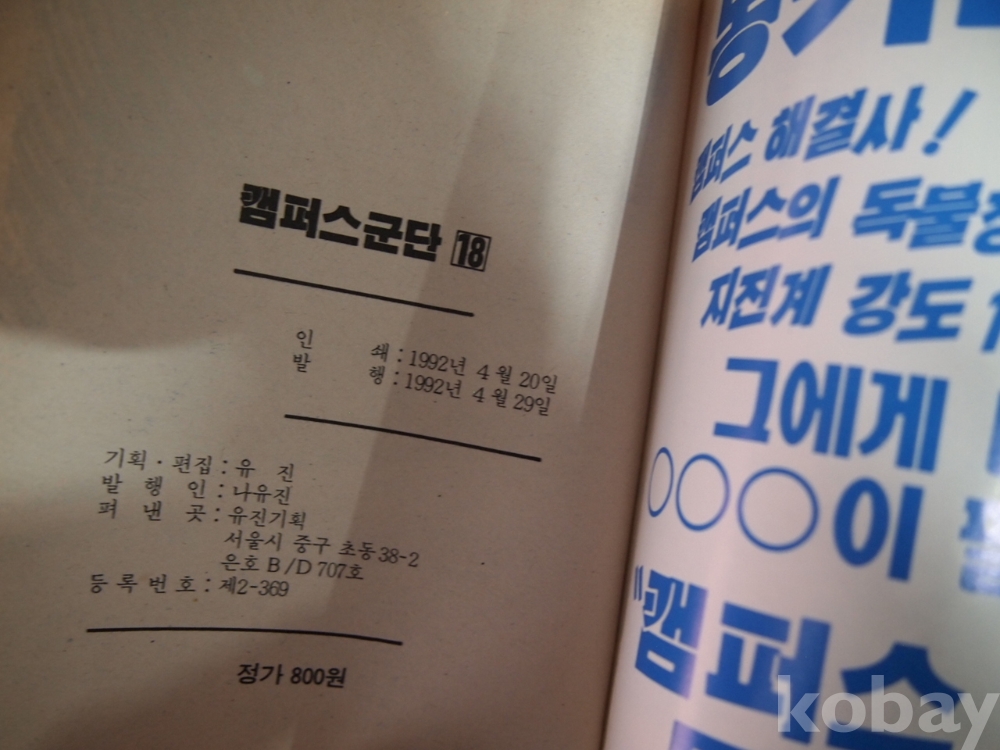 캠퍼스군단 18
인 쇄 : 1992년 4월 20일
발 행 : 1992년 4월 29일
기획·편집 : 유 진
발 행 인 : 나유진
펴 낸 곳 : 유진기획
서울시 중구 초동38-2
은호 B/D 707호
등록번호 : 제2-369
정가 800원
캠퍼스 해결사!
캠퍼스의 독불장
지진계 강도
그에게
○○○이
"캠퍼스
kobay